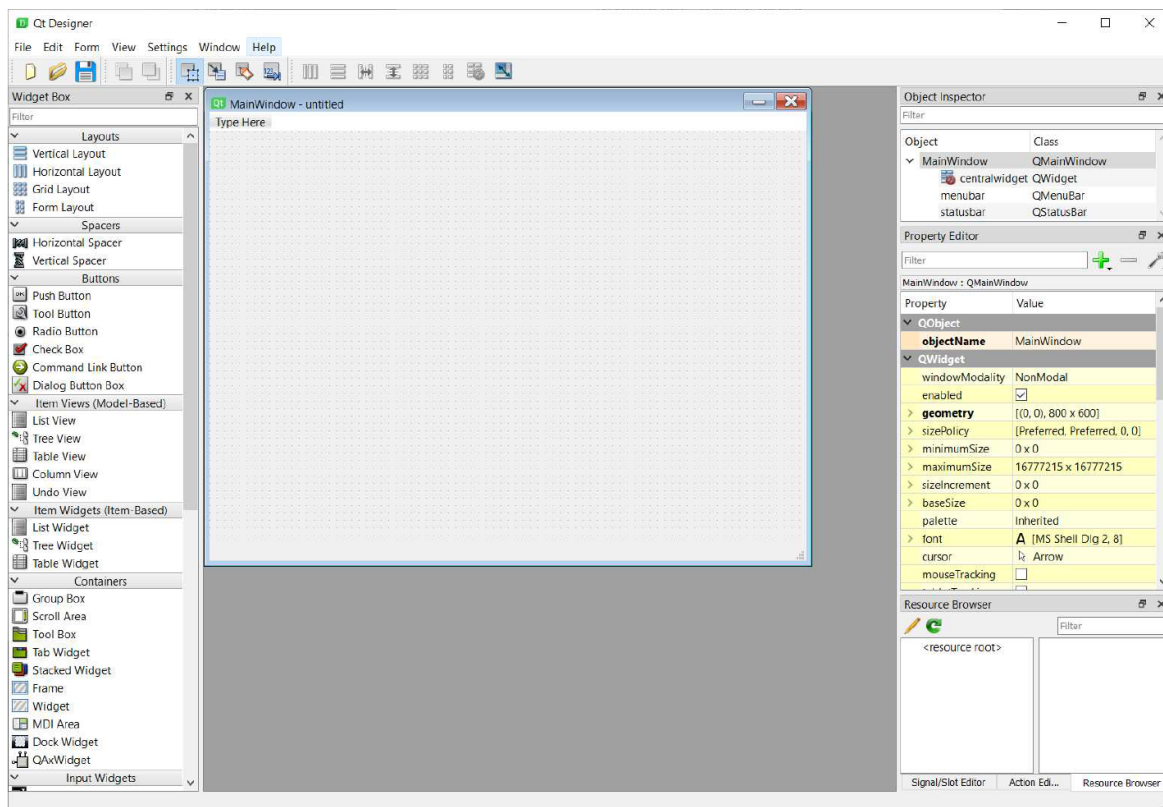 Qt Designer
File Edit Form View Settings Window Help
Widget Box
Filter
Layouts
Vertical Layout
Horizontal Layout
Grid Layout
Form Layout
Spacers
Horizontal Spacer
Vertical Spacer
Buttons
Push Button
Tool Button
Radio Button
Check Box
Command Link Button
Dialog Button Box
Item Views (Model-Based)
List View
Tree View
Table View
Column View
Undo View
Item Widgets (Item-Based)
List Widget
Tree Widget
Table Widget
Containers
Group Box
Scroll Area
Tool Box
Tab Widget
Stacked Widget
Frame
Widget
MDI Area
Dock Widget
QAxWidget
Input Widgets
MainWindow - untitled
Type Here
Object Inspector
Filter
Object Class
MainWindow QMainWindow
centralwidget QWidget
menubar QMenuBar
statusbar QStatusBar
Property Editor
Filter
MainWindow : QMainWindow
Property Value
QObject
objectName MainWindow
QWidget
windowModality NonModal
enabled
geometry [(0, 0), 800 x 600]
sizePolicy [Preferred, Preferred, 0, 0]
minimumSize 0 x 0
maximumSize 16777215 x 16777215
sizeIncrement 0 x 0
baseSize 0 x 0
palette Inherited
font A [MS Shell Dlg 2, 8]
cursor Arrow
mouseTracking
Resource Browser
Filter
<resource root>
Signal/Slot Editor Action Edi... Resource Browser